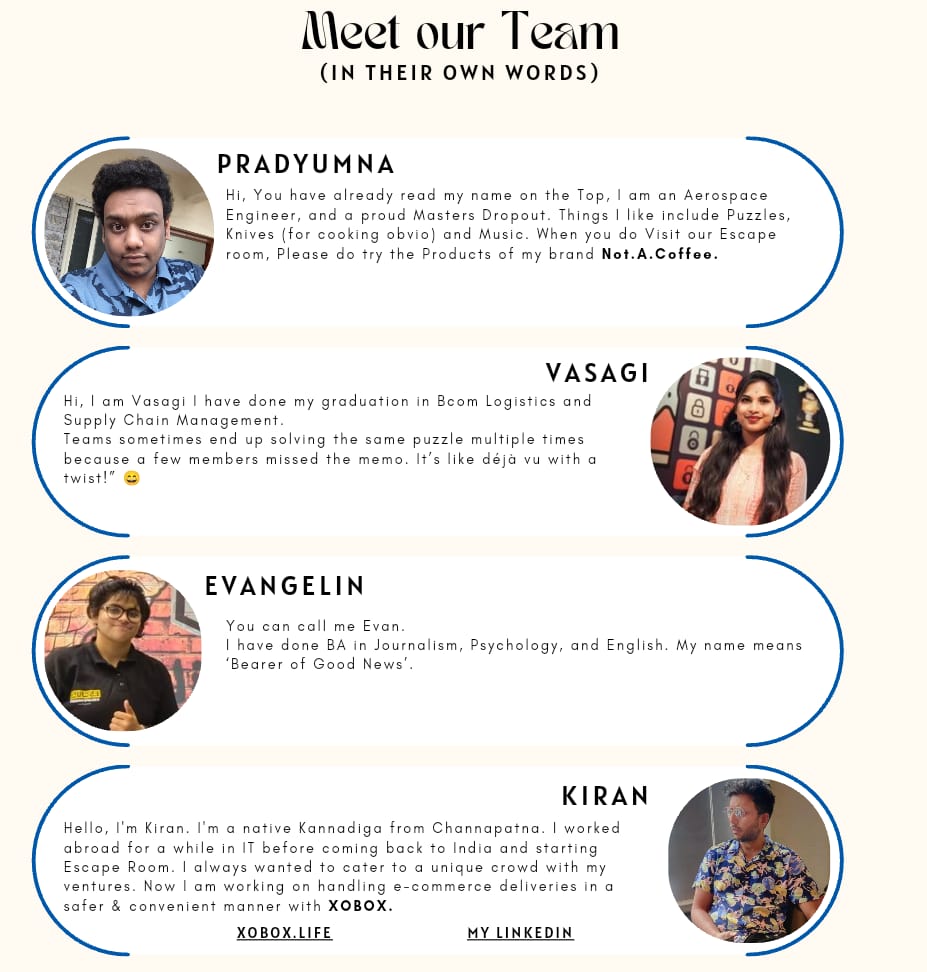 Meet our Team
(IN THEIR OWN WORDS)
PRADYUMNA
Hi, You have already read my name on the Top, I am an Aerospace
Engineer, and a proud Masters Dropout. Things I like include Puzzles,
Knives (for cooking obvio) and Music. When you do Visit our Escape
room, Please do try the Products of my brand Not.A.Coffee.
VASAGI
Hi, I am Vasagi I have done my graduation in Bcom Logistics and
Supply Chain Management.
Teams sometimes end up solving the same puzzle multiple times
because a few members missed the memo. It’s like déjà vu with a
twist!” 😄
EVANGELIN
You can call me Evan.
I have done BA in Journalism, Psychology, and English. My name means
‘Bearer of Good News’.
KIRAN
Hello, I'm Kiran. I'm a native Kannadiga from Channapatna. I worked
abroad for a while in IT before coming back to India and starting
Escape Room. I always wanted to cater to a unique crowd with my
ventures. Now I am working on handling e-commerce deliveries in a
safer & convenient manner with XOBOX.
XOBOX.LIFE
MY LINKEDIN